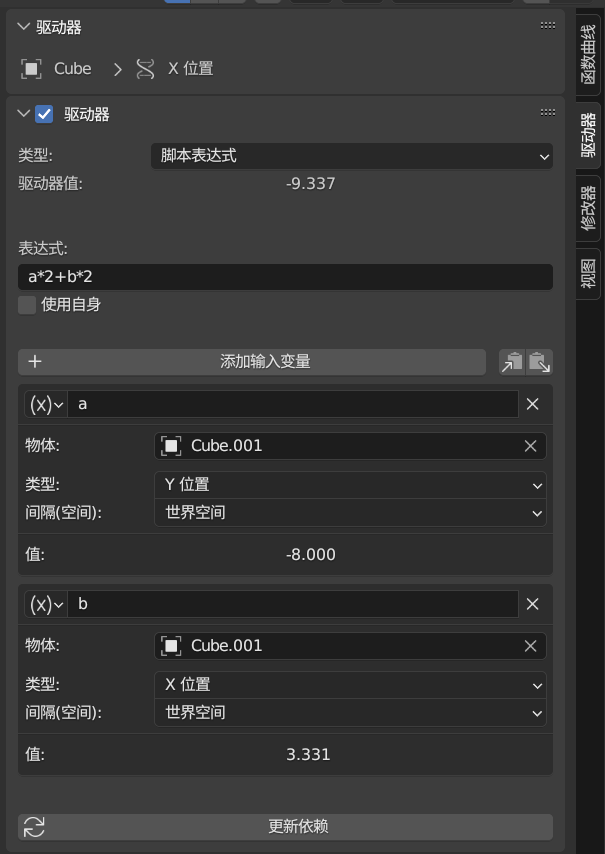 驱动器
Cube > X 位置
驱动器
类型: 脚本表达式
驱动器值: -9.337
表达式:
a*2+b*2
使用自身
+ 添加输入变量
(x) a
物体: Cube.001
类型: Y 位置
间隔(空间): 世界空间
值: -8.000
(x) b
物体: Cube.001
类型: X 位置
间隔(空间): 世界空间
值: 3.331
更新依赖
函数曲线
驱动器
修改器
视图